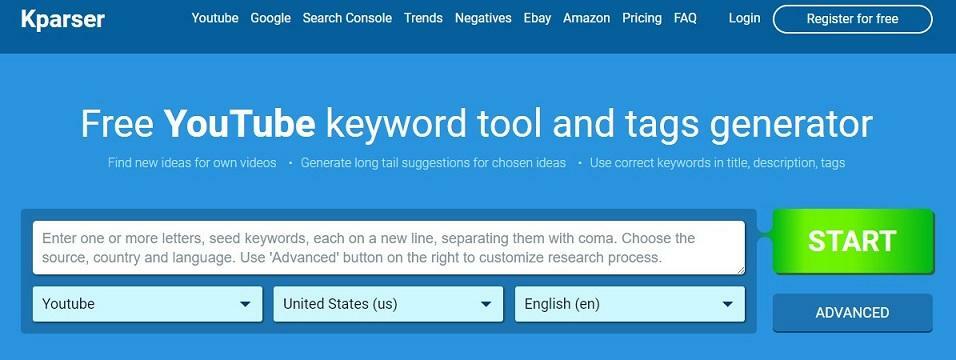 Kparser
Youtube Google Search Console Trends Negatives Ebay Amazon Pricing FAQ Login Register for free
Free YouTube keyword tool and tags generator
Find new ideas for own videos • Generate long tail suggestions for chosen ideas • Use correct keywords in title, description, tags
Enter one or more letters, seed keywords, each on a new line, separating them with coma. Choose the
source, country and language. Use 'Advanced' button on the right to customize research process.
START
Youtube United States (us) English (en)
ADVANCED